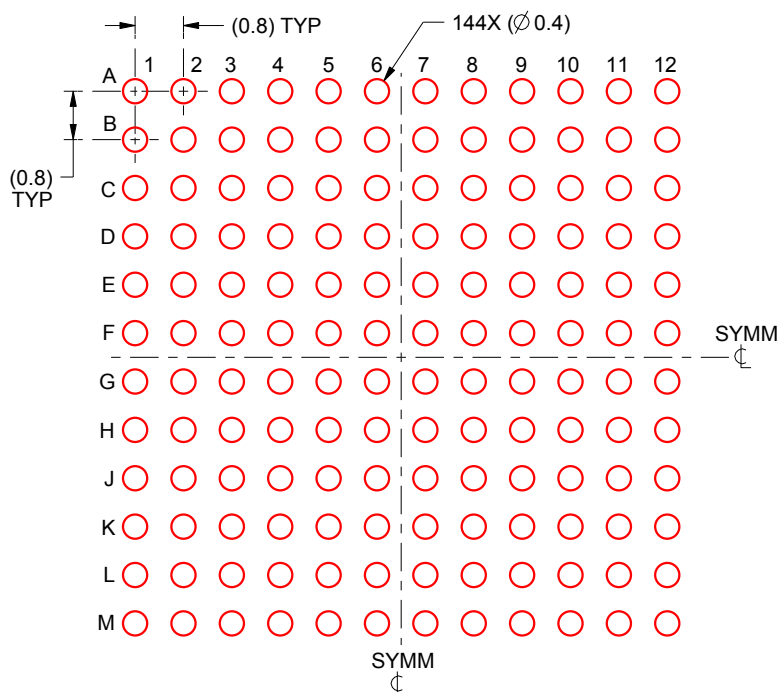 (0.8) TYP
144X (∅ 0.4)
1 2 3 4 5 6 7 8 9 10 11 12
A
B
(0.8)
TYP
C
D
E
F
SYMM
℄
G
H
J
K
L
M
SYMM
℄